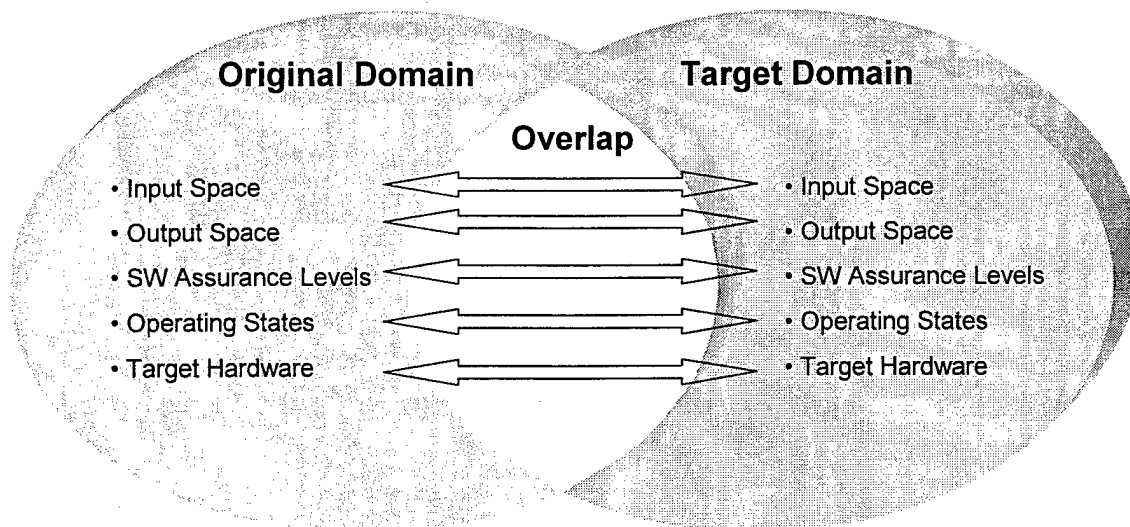 Original Domain
Target Domain
Overlap
• Input Space
• Output Space
• SW Assurance Levels
• Operating States
• Target Hardware
• Input Space
• Output Space
• SW Assurance Levels
• Operating States
• Target Hardware